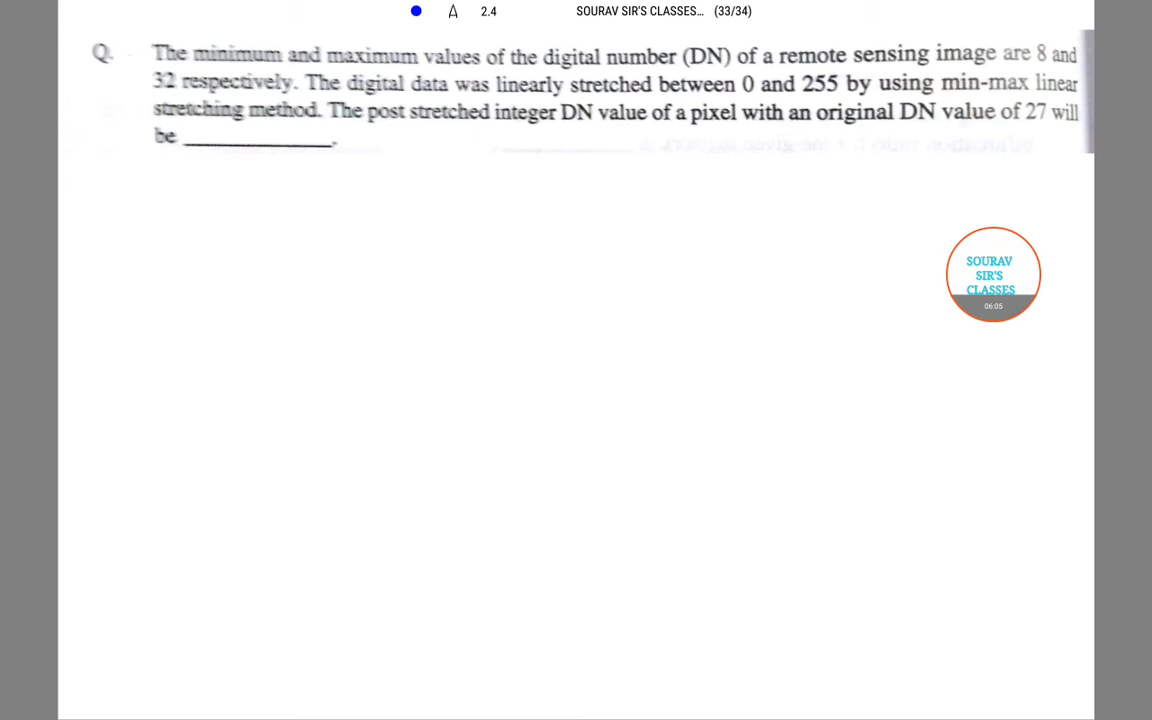 2.4 SOURAV SIR'S CLASSES... (33/34)
Q. The minimum and maximum values of the digital number (DN) of a remote sensing image are 8 and
32 respectively. The digital data was linearly stretched between 0 and 255 by using min-max linear
stretching method. The post stretched integer DN value of a pixel with an original DN value of 27 will
be ______________.
SOURAV
SIR'S
CLASSES
06:05